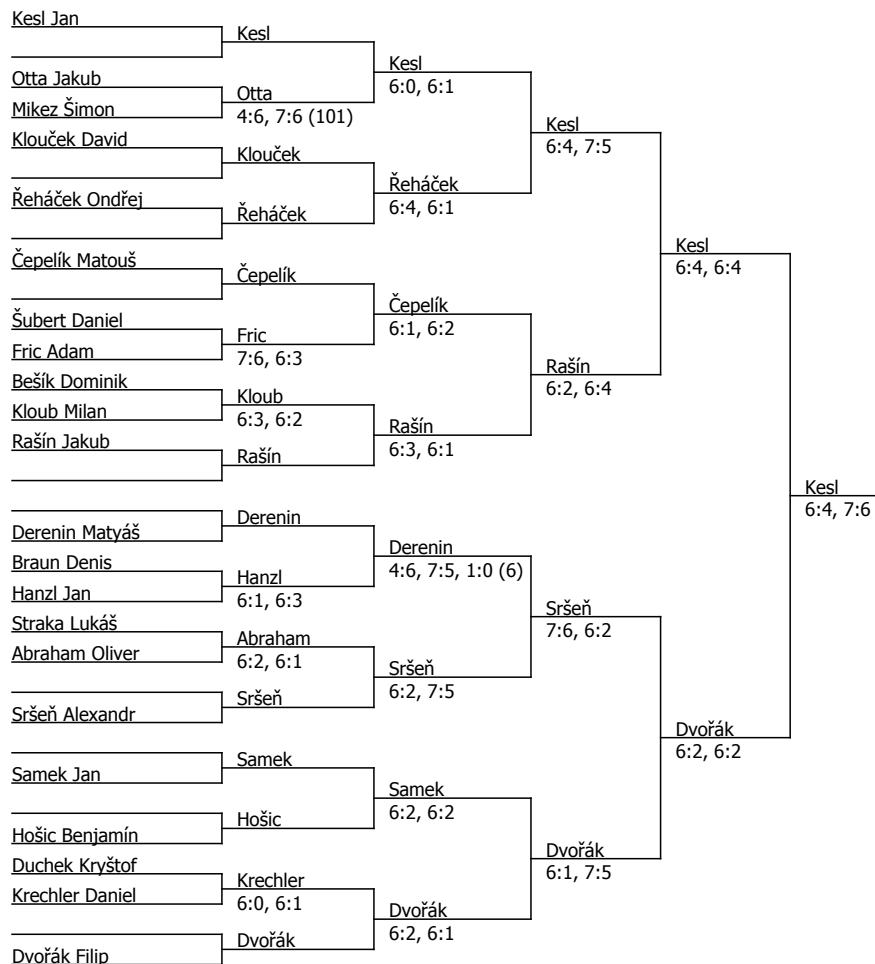 Kesl Jan
Kesl
Kesl
6:0, 6:1
Otta Jakub
Otta
4:6, 7:6 (101)
Mikez Šimon
Kesl
6:4, 7:5
Klouček David
Klouček
Řeháček
6:4, 6:1
Řeháček Ondřej
Řeháček
Kesl
6:4, 6:4
Čepelík Matouš
Čepelík
Čepelík
6:1, 6:2
Šubert Daniel
Fric
7:6, 6:3
Fric Adam
Rašín
6:2, 6:4
Bešík Dominik
Kloub
6:3, 6:2
Kloub Milan
Rašín
6:3, 6:1
Rašín Jakub
Rašín
Kesl
6:4, 7:6
Derenin
Derenin Matyáš
Derenin
4:6, 7:5, 1:0 (6)
Braun Denis
Hanzl
6:1, 6:3
Hanzl Jan
Sršeň
7:6, 6:2
Straka Lukáš
Abraham
6:2, 6:1
Abraham Oliver
Sršeň
6:2, 7:5
Sršeň
Sršeň Alexandr
Dvořák
6:2, 6:2
Samek
Samek Jan
Samek
6:2, 6:2
Hošic
Hošic Benjamín
Dvořák
6:1, 7:5
Duchek Kryštof
Krechler
6:0, 6:1
Krechler Daniel
Dvořák
6:2, 6:1
Dvořák
Dvořák Filip